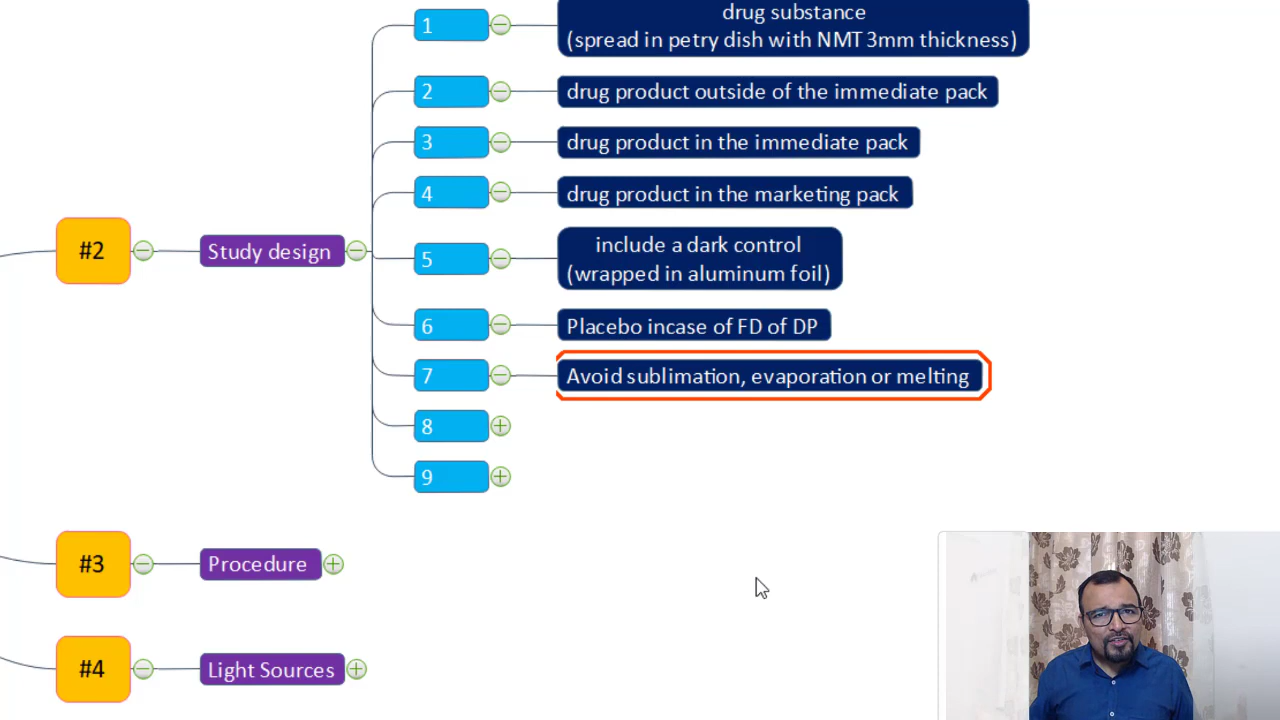 1
drug substance
(spread in petry dish with NMT 3mm thickness)
2
drug product outside of the immediate pack
3
drug product in the immediate pack
4
drug product in the marketing pack
#2
Study design
5
include a dark control
(wrapped in aluminum foil)
6
Placebo incase of FD of DP
7
Avoid sublimation, evaporation or melting
8
9
#3
Procedure
#4
Light Sources